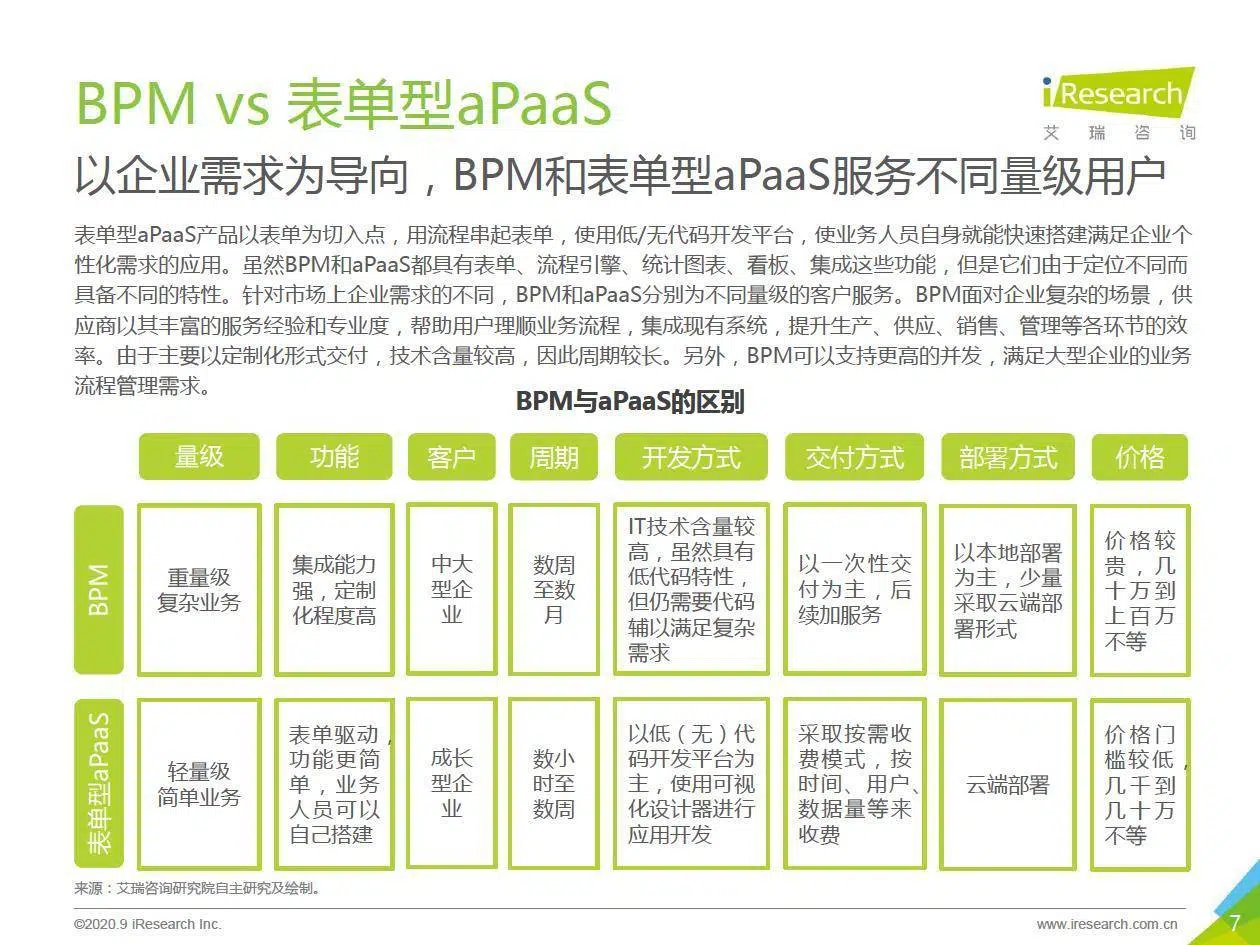 BPM vs 表单型aPaaS
iResearch
艾瑞咨询
以企业需求为导向，BPM和表单型aPaaS服务不同量级用户
表单型aPaaS产品以表单为切入点，用流程串起表单，使用低/无代码开发平台，使业务人员自身就能快速搭建满足企业个
性化需求的应用。虽然BPM和aPaaS都具有表单、流程引擎、统计图表、看板、集成这些功能，但是它们由于定位不同而
具备不同的特性。针对市场上企业需求的不同，BPM和aPaaS分别为不同量级的客户服务。BPM面对企业复杂的场景，供
应商以其丰富的服务经验和专业度，帮助用户理顺业务流程，集成现有系统，提升生产、供应、销售、管理等各环节的效
率。由于主要以定制化形式交付，技术含量较高，因此周期较长。另外，BPM可以支持更高的并发，满足大型企业的业务
流程管理需求。
BPM与aPaaS的区别
量级
功能
客户
周期
开发方式
交付方式
部署方式
价格
BPM
重量级
复杂业务
集成能力
强，定制
化程度高
中大
型企
业
数周
至数
月
IT技术含量较
高，虽然具有
低代码特性，
但仍需要代码
辅以满足复杂
需求
以一次性交
付为主，后
续加服务
以本地部署
为主，少量
采取云端部
署形式
价格较
贵，几
十万到
上百万
不等
表单型aPaaS
轻量级
简单业务
表单驱动，
功能更简
单，业务
人员可以
自己搭建
成长
型企
业
数小
时至
数周
以低（无）代
码开发平台为
主，使用可视
化设计器进行
应用开发
采取按需收
费模式，按
时间、用户、
数据量等来
收费
云端部署
价格门
槛较低，
几千到
几十万
不等
来源：艾瑞咨询研究院自主研究及绘制。
©2020.9 iResearch Inc.
www.iresearch.com.cn
7